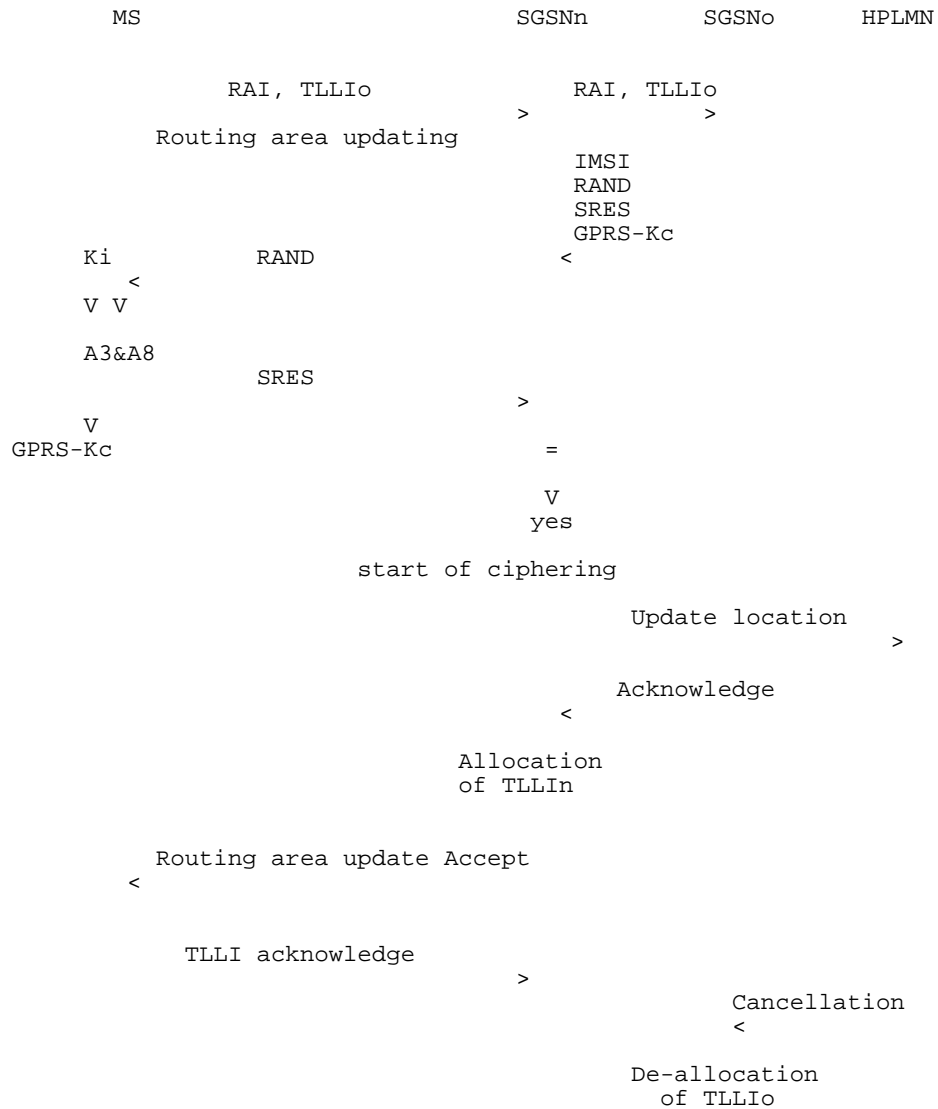 MS SGSNn SGSNo HPLMN
RAI, TLLIo RAI, TLLIo
> >
Routing area updating
IMSI
RAND
SRES
GPRS-Kc
Ki RAND <
<
V V
A3&A8
SRES
>
V
GPRS-Kc =
V
yes
start of ciphering
Update location
>
Acknowledge
<
Allocation
of TLLIn
Routing area update Accept
<
TLLI acknowledge
>
Cancellation
<
De-allocation
of TLLIo